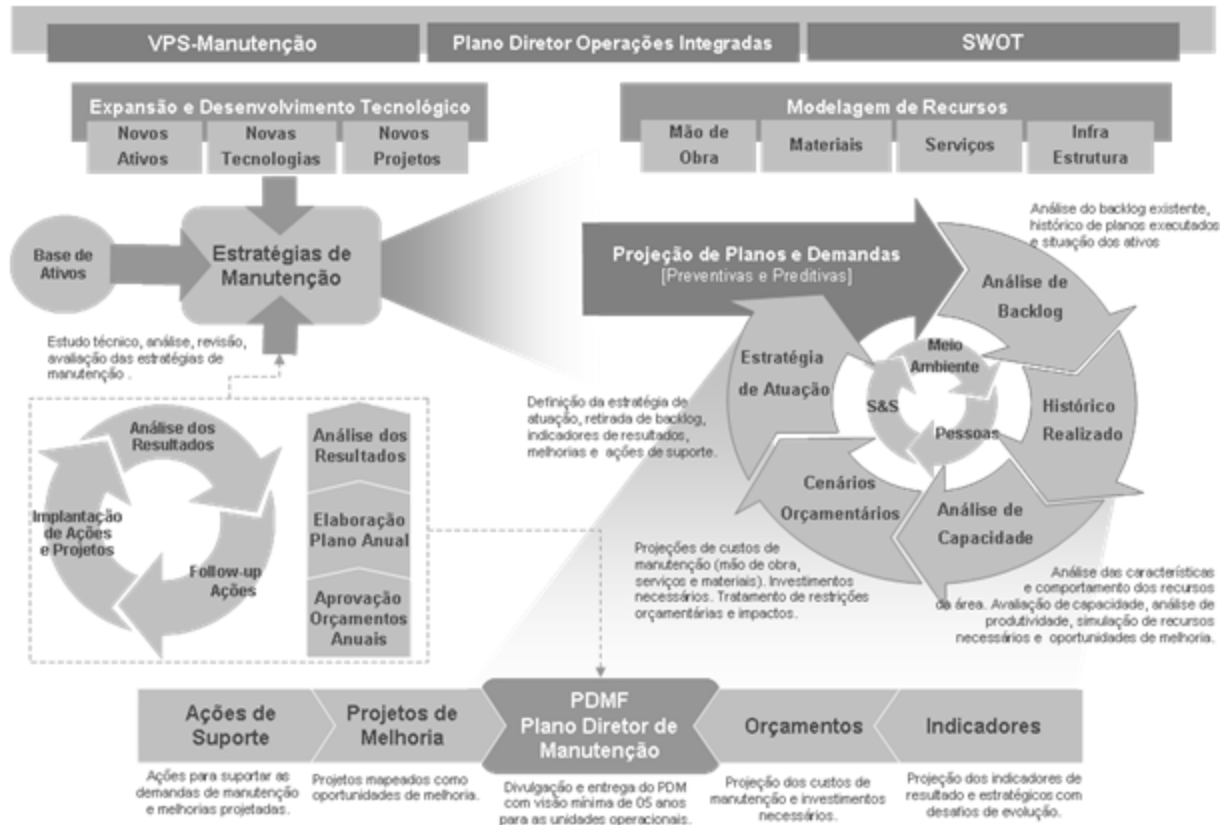 VPS-Manutenção
Plano Diretor Operações Integradas
SWOT
Expansão e Desenvolvimento Tecnológico
Novos
Ativos
Novas
Tecnologias
Novos
Projetos
Modelagem de Recursos
Mão de
Obra
Materiais
Serviços
Infra
Estrutura
Base de
Ativos
Estratégias de
Manutenção
Estudo técnico, análise, revisão,
avaliação das estratégias de
manutenção .
Projeção de Planos e Demandas
[Preventivas e Preditivas]
Análise do backlog existente,
histórico de planos executados
e situação dos ativos
Análise de
Backlog
Histórico
Realizado
Análise de
Capacidade
Cenários
Orçamentários
Estratégia
de Atuação
Meio
Ambiente
Pessoas
S&S
Definição da estratégia de
atuação, retirada de backlog,
indicadores de resultados,
melhorias e ações de suporte.
Projeções de custos de
manutenção (mão de obra,
serviços e materiais). Investimentos
necessários. Tratamento de restrições
orçamentárias e impactos.
Análise das características
e comportamento dos recursos
da área. Avaliação de capacidade, análise de
produtividade, simulação de recursos
necessários e oportunidades de melhoria.
Análise dos
Resultados
Implantação
de Ações
e Projetos
Follow-up
Ações
Análise dos
Resultados
Elaboração
Plano Anual
Aprovação
Orçamentos
Anuais
Ações de
Suporte
Projetos de
Melhoria
PDMF
Plano Diretor de
Manutenção
Orçamentos
Indicadores
Ações para suportar as
demandas de manutenção
e melhorias projetadas.
Projetos mapeados como
oportunidades de melhoria.
Divulgação e entrega do PDM
com visão mínima de 05 anos
para as unidades operacionais.
Projeção dos custos de
manutenção e investimentos
necessários.
Projeção dos indicadores de
resultado e estratégicos com
desafios de evolução.